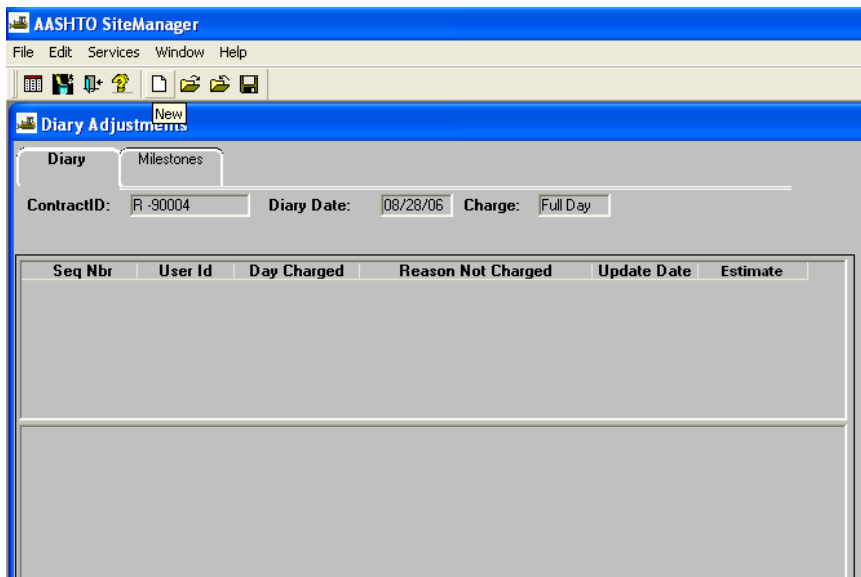 AASHTO SiteManager
File Edit Services Window Help
New
Diary Adjustments
Diary Milestones
ContractID: R -90004 Diary Date: 08/28/06 Charge: Full Day
Seq Nbr User Id Day Charged Reason Not Charged Update Date Estimate